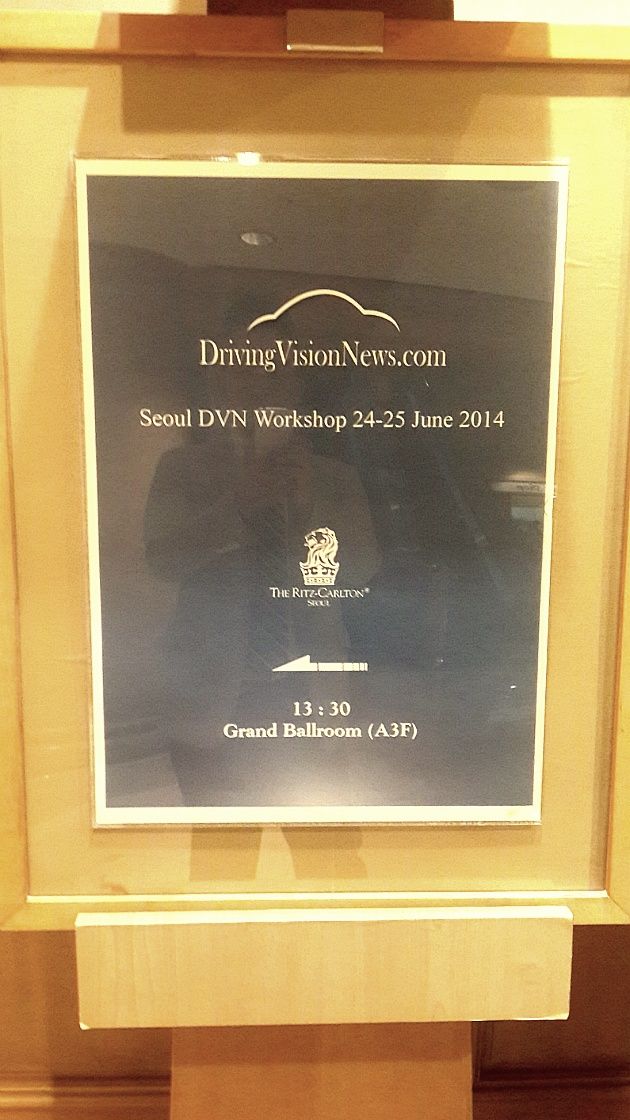 DrivingVisionNews.com
Seoul DVN Workshop 24-25 June 2014
THE RITZ-CARLTON®
SEOUL
13 : 30
Grand Ballroom (A3F)